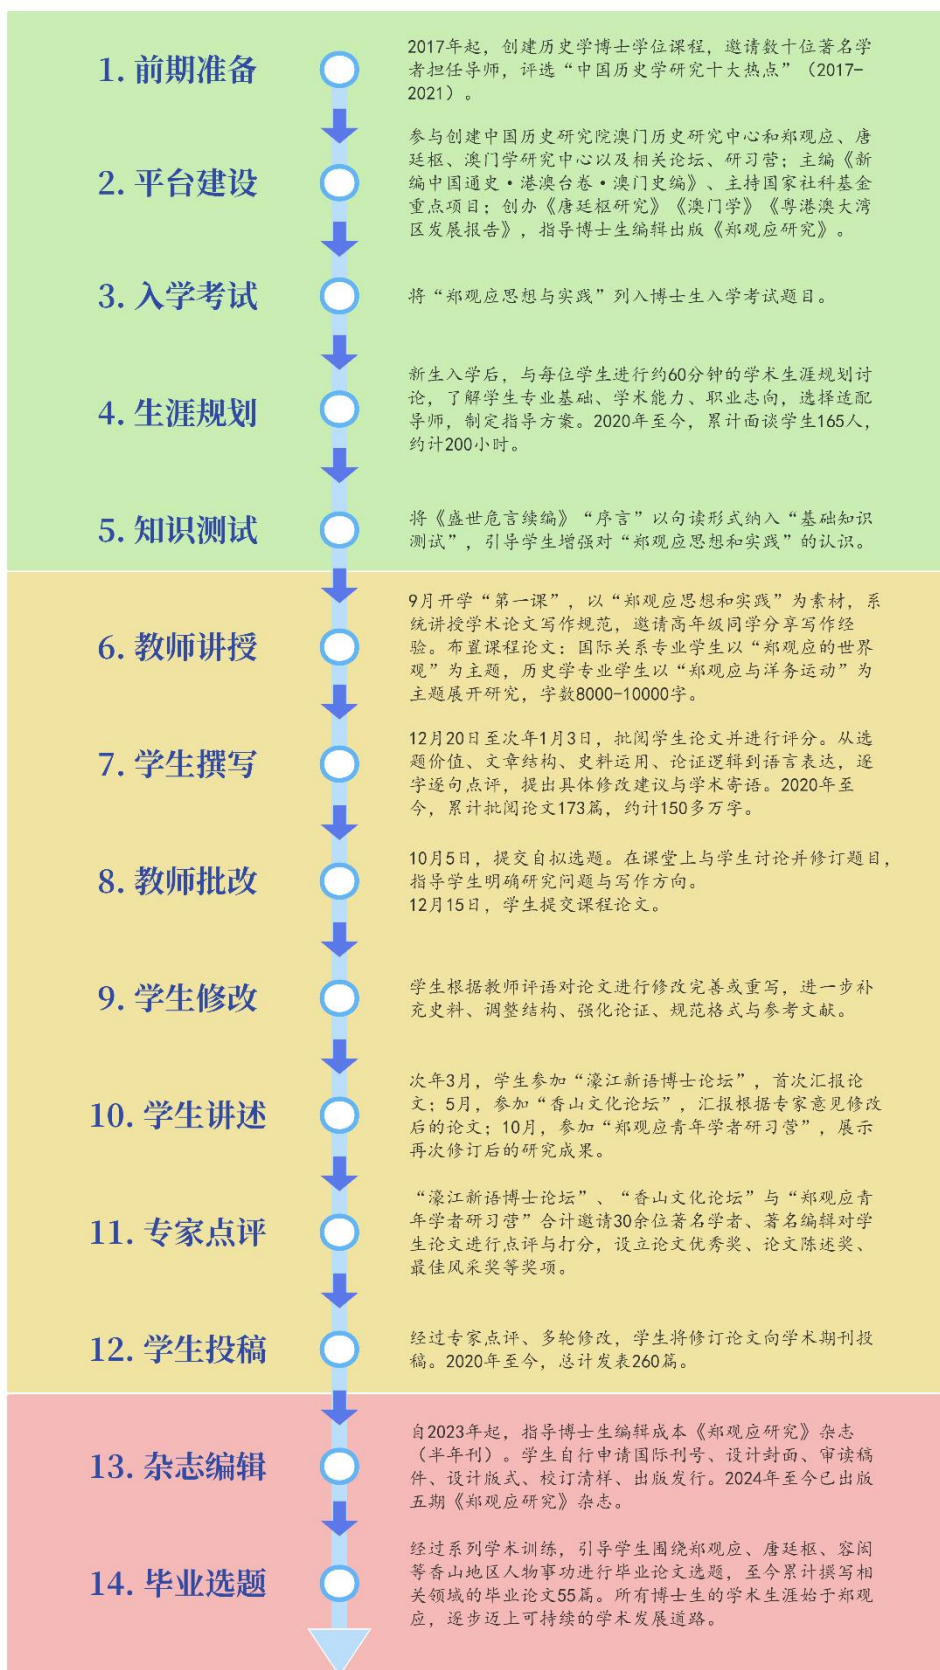 1. 前期准备
2017年起，创建历史学博士学位课程，邀请数十位著名学
者担任导师，评选“中国历史学研究十大热点”（2017-
2021）。
2. 平台建设
参与创建中国历史研究院澳门历史研究中心和郑观应、唐
廷枢、澳门学研究中心以及相关论坛、研习营；主编《新
编中国通史·港澳台卷·澳门史编》、主持国家社科基金
重点项目；创办《唐廷枢研究》《澳门学》《粤港澳大湾
区发展报告》，指导博士生编辑出版《郑观应研究》。
3. 入学考试
将“郑观应思想与实践”列入博士生入学考试题目。
4. 生涯规划
新生入学后，与每位学生进行约60分钟的学术生涯规划讨
论，了解学生专业基础、学术能力、职业志向，选择适配
导师，制定指导方案。2020年至今，累计面谈学生165人，
约计200小时。
5. 知识测试
将《盛世危言续编》“序言”以句读形式纳入“基础知识
测试”，引导学生增强对“郑观应思想和实践”的认识。
6. 教师讲授
9月开学“第一课”，以“郑观应思想和实践”为素材，系
统讲授学术论文写作规范，邀请高年级同学分享写作经
验。布置课程论文：国际关系专业学生以“郑观应的世界
观”为主题，历史学专业学生以“郑观应与洋务运动”为
主题展开研究，字数8000-10000字。
7. 学生撰写
12月20日至次年1月3日，批阅学生论文并进行评分。从选
题价值、文章结构、史料运用、论证逻辑到语言表达，逐
字逐句点评，提出具体修改建议与学术寄语。2020年至
今，累计批阅论文173篇，约计150多万字。
8. 教师批改
10月5日，提交自拟选题。在课堂上与学生讨论并修订题目，
指导学生明确研究问题与写作方向。
12月15日，学生提交课程论文。
9. 学生修改
学生根据教师评语对论文进行修改完善或重写，进一步补
充史料、调整结构、强化论证、规范格式与参考文献。
10. 学生讲述
次年3月，学生参加“濠江新语博士论坛”，首次汇报论
文；5月，参加“香山文化论坛”，汇报根据专家意见修改
后的论文；10月，参加“郑观应青年学者研习营”，展示
再次修订后的研究成果。
11. 专家点评
“濠江新语博士论坛”、“香山文化论坛”与“郑观应青
年学者研习营”合计邀请30余位著名学者、著名编辑对学
生论文进行点评与打分，设立论文优秀奖、论文陈述奖、
最佳风采奖等奖项。
12. 学生投稿
经过专家点评、多轮修改，学生将修订论文向学术期刊投
稿。2020年至今，总计发表260篇。
13. 杂志编辑
自2023年起，指导博士生编辑成本《郑观应研究》杂志
（半年刊）。学生自行申请国际刊号、设计封面、审读稿
件、设计版式、校订清样、出版发行。2024年至今已出版
五期《郑观应研究》杂志。
14. 毕业选题
经过系列学术训练，引导学生围绕郑观应、唐廷枢、容闳
等香山地区人物事功进行毕业论文选题，至今累计撰写相
关领域的毕业论文55篇。所有博士生的学术生涯始于郑观
应，逐步迈上可持续的学术发展道路。